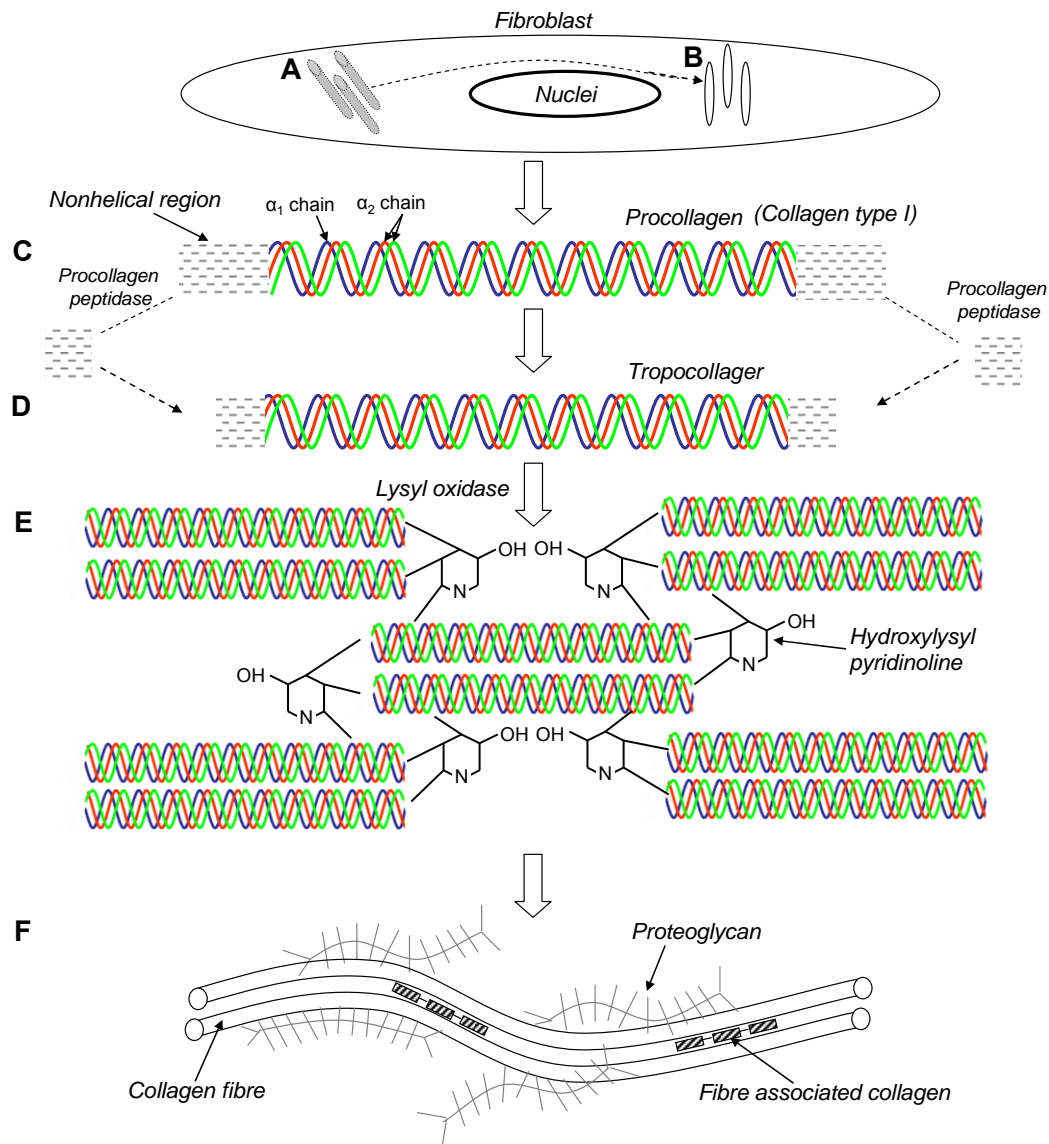 Fibroblast
A
B
Nuclei
Nonhelical region
α1 chain
α2 chain
Procollagen (Collagen type I)
C
Procollagen
peptidase
Procollagen
peptidase
Tropocollager
D
Lysyl oxidase
E
OH
OH
N
N
OH
N
Hydroxylysyl
pyridinoline
OH
N
OH
OH
N
N
F
Proteoglycan
Collagen fibre
Fibre associated collagen